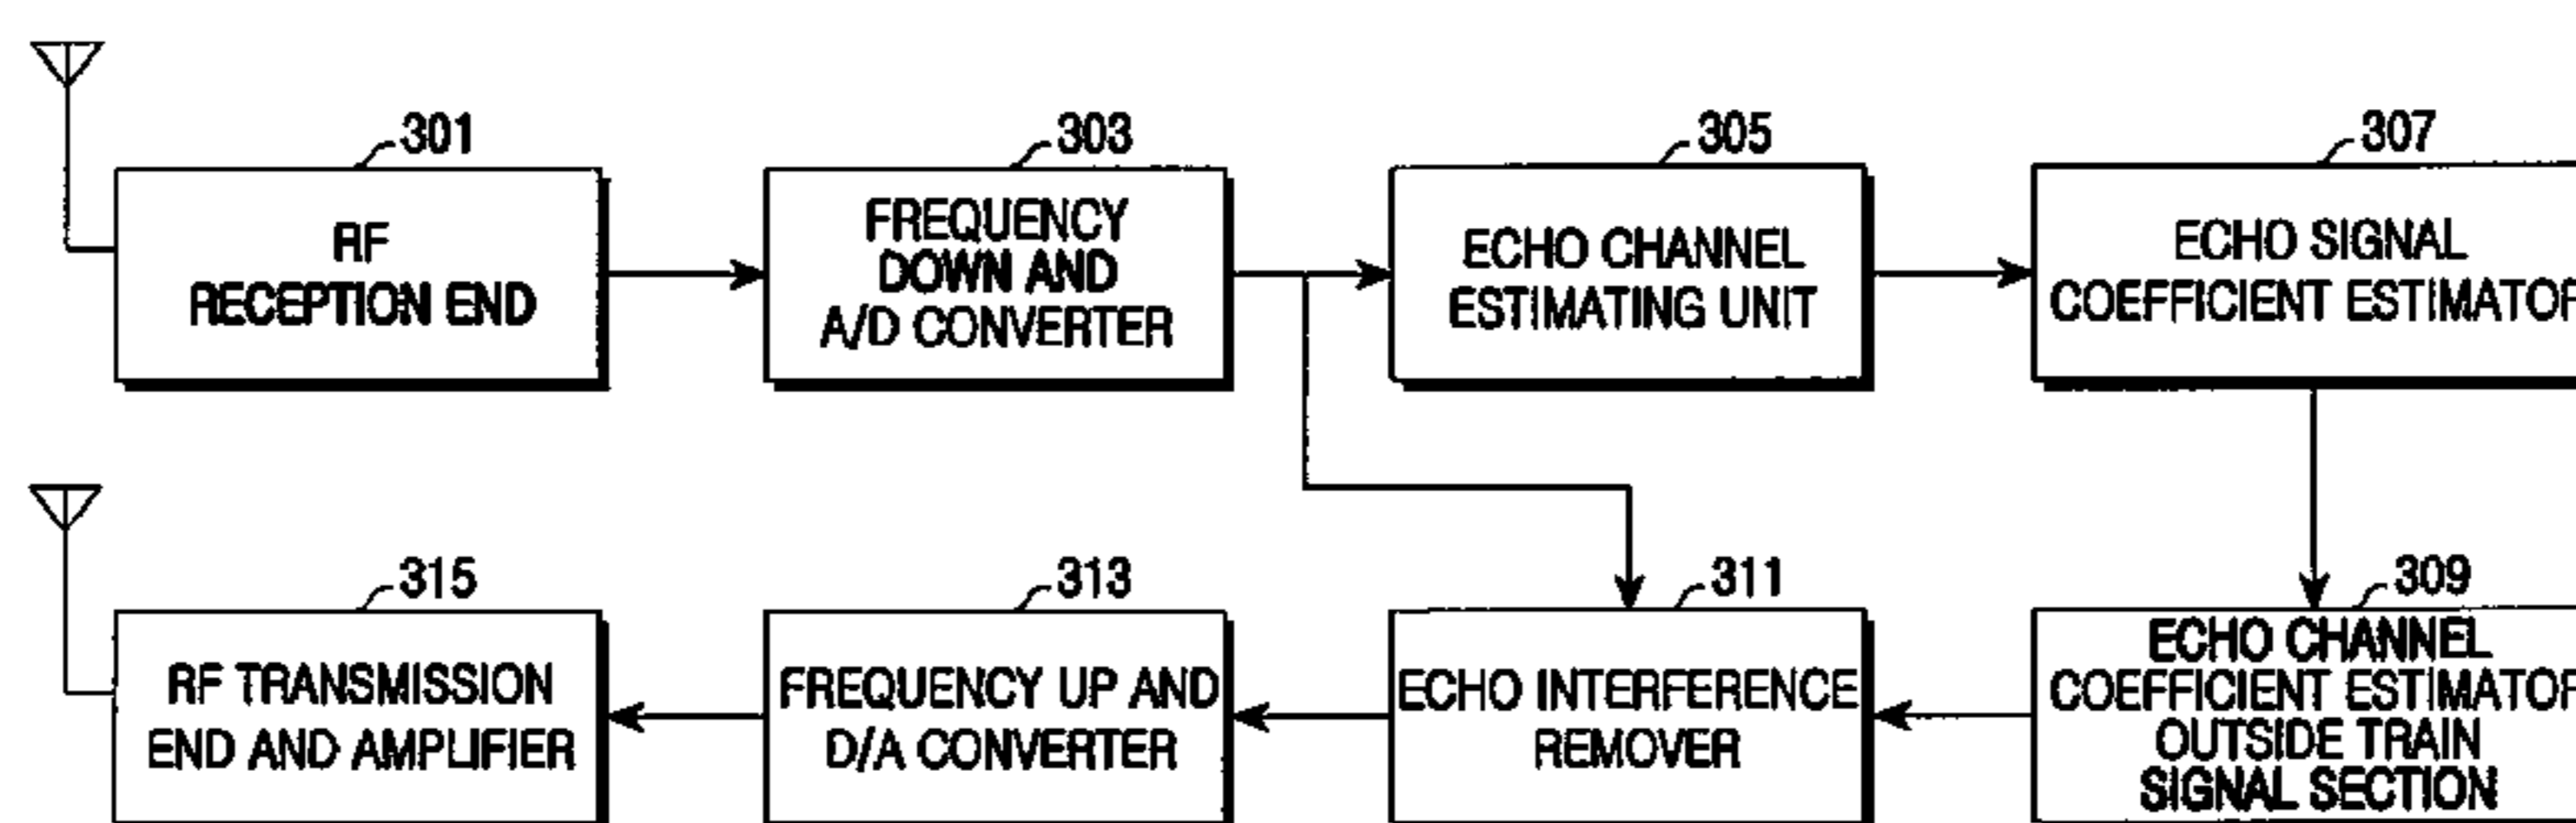 301
RF
RECEPTION END
303
FREQUENCY
DOWN AND
A/D CONVERTER
305
ECHO CHANNEL
ESTIMATING UNIT
307
ECHO SIGNAL
COEFFICIENT ESTIMATOR
315
RF TRANSMISSION
END AND AMPLIFIER
313
FREQUENCY UP AND
D/A CONVERTER
311
ECHO INTERFERENCE
REMOVER
309
ECHO CHANNEL
COEFFICIENT ESTIMATOR
OUTSIDE TRAIN
SIGNAL SECTION